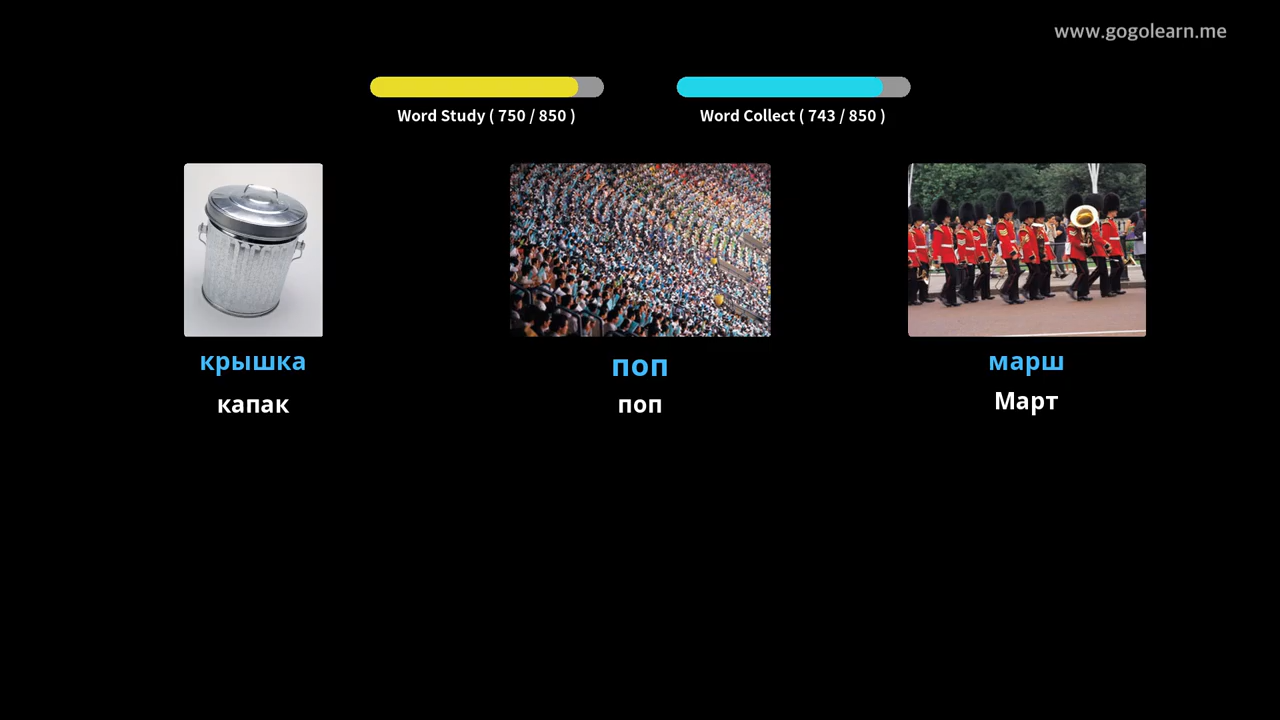 www.gogolearn.me
Word Study ( 750 / 850 )
Word Collect ( 743 / 850 )
крышка
поп
марш
капак
поп
Март